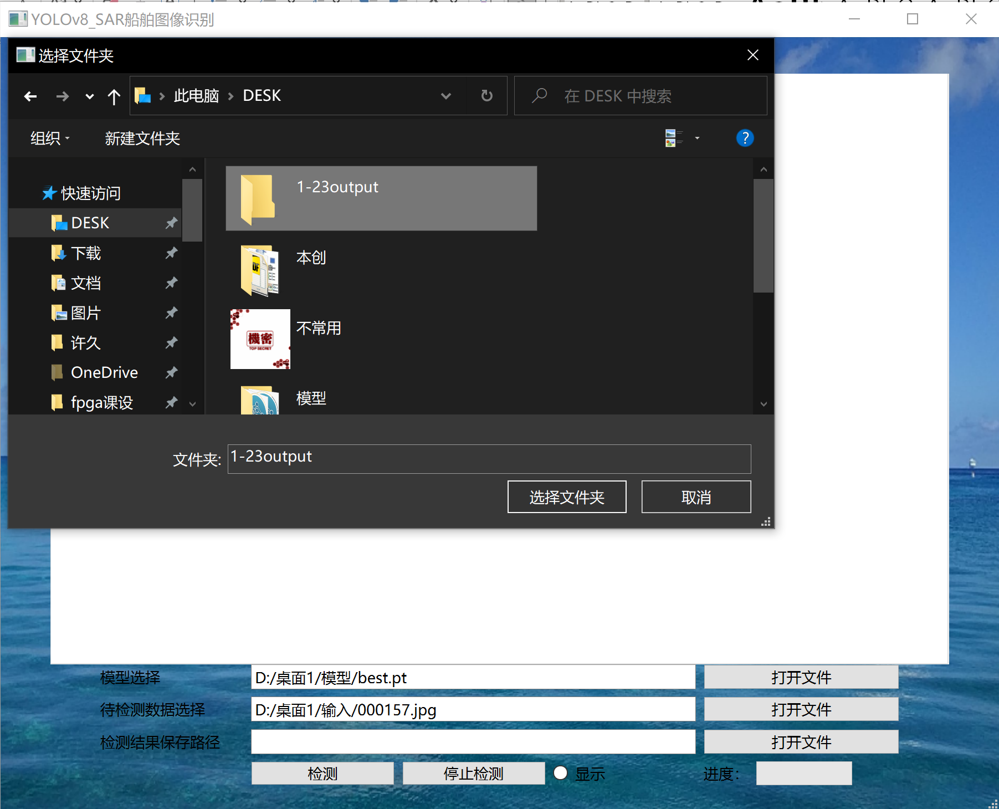 YOLOv8_SAR船舶图像识别
选择文件夹
此电脑 DESK
在 DESK 中搜索
组织
新建文件夹
?
快速访问
DESK
下载
文档
图片
许久
OneDrive
fpga课设
1-23output
本创
DF
不常用
機密
TOP SECRET
模型
文件夹:
1-23output
选择文件夹
取消
模型选择
D:/桌面1/模型/best.pt
打开文件
待检测数据选择
D:/桌面1/输入/000157.jpg
打开文件
检测结果保存路径
打开文件
检测
停止检测
显示
进度：